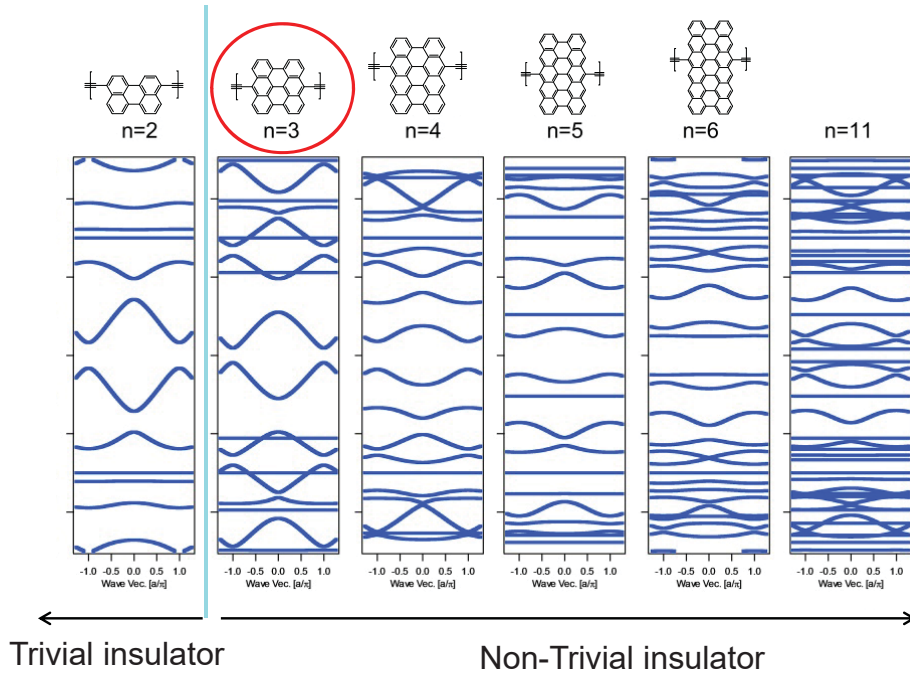 n=2
n=3
n=4
n=5
n=6
n=11
-1.0 -0.5 0.0 0.5 1.0
Wave Vec. [a/π]
-1.0 -0.5 0.0 0.5 1.0
Wave Vec. [a/π]
-1.0 -0.5 0.0 0.5 1.0
Wave Vec. [a/π]
-1.0 -0.5 0.0 0.5 1.0
Wave Vec. [a/π]
-1.0 -0.5 0.0 0.5 1.0
Wave Vec. [a/π]
-1.0 -0.5 0.0 0.5 1.0
Wave Vec. [a/π]
Trivial insulator
Non-Trivial insulator